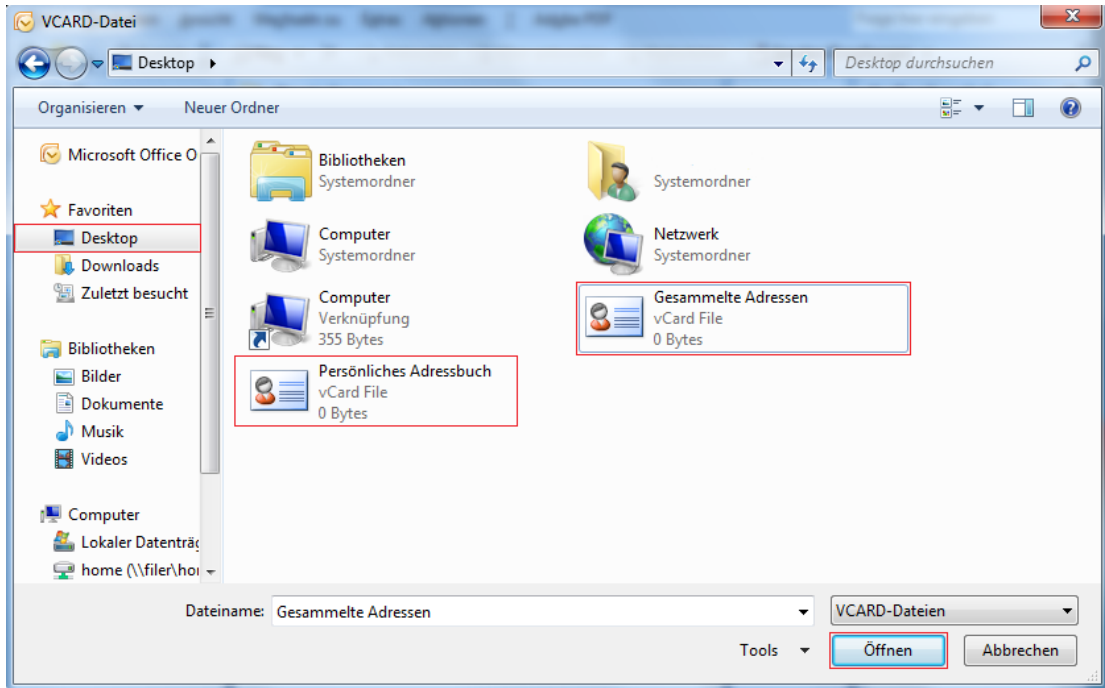 VCARD-Datei
Desktop
Desktop durchsuchen
Organisieren
Neuer Ordner
Microsoft Office O
Favoriten
Desktop
Downloads
Zuletzt besucht
Bibliotheken
Bilder
Dokumente
Musik
Videos
Computer
Lokaler Datenträg
home (\\filer\hor
Bibliotheken
Systemordner
Systemordner
Computer
Systemordner
Netzwerk
Systemordner
Computer
Verknüpfung
355 Bytes
Gesammelte Adressen
vCard File
0 Bytes
Persönliches Adressbuch
vCard File
0 Bytes
Dateiname: Gesammelte Adressen
VCARD-Dateien
Tools
Öffnen
Abbrechen